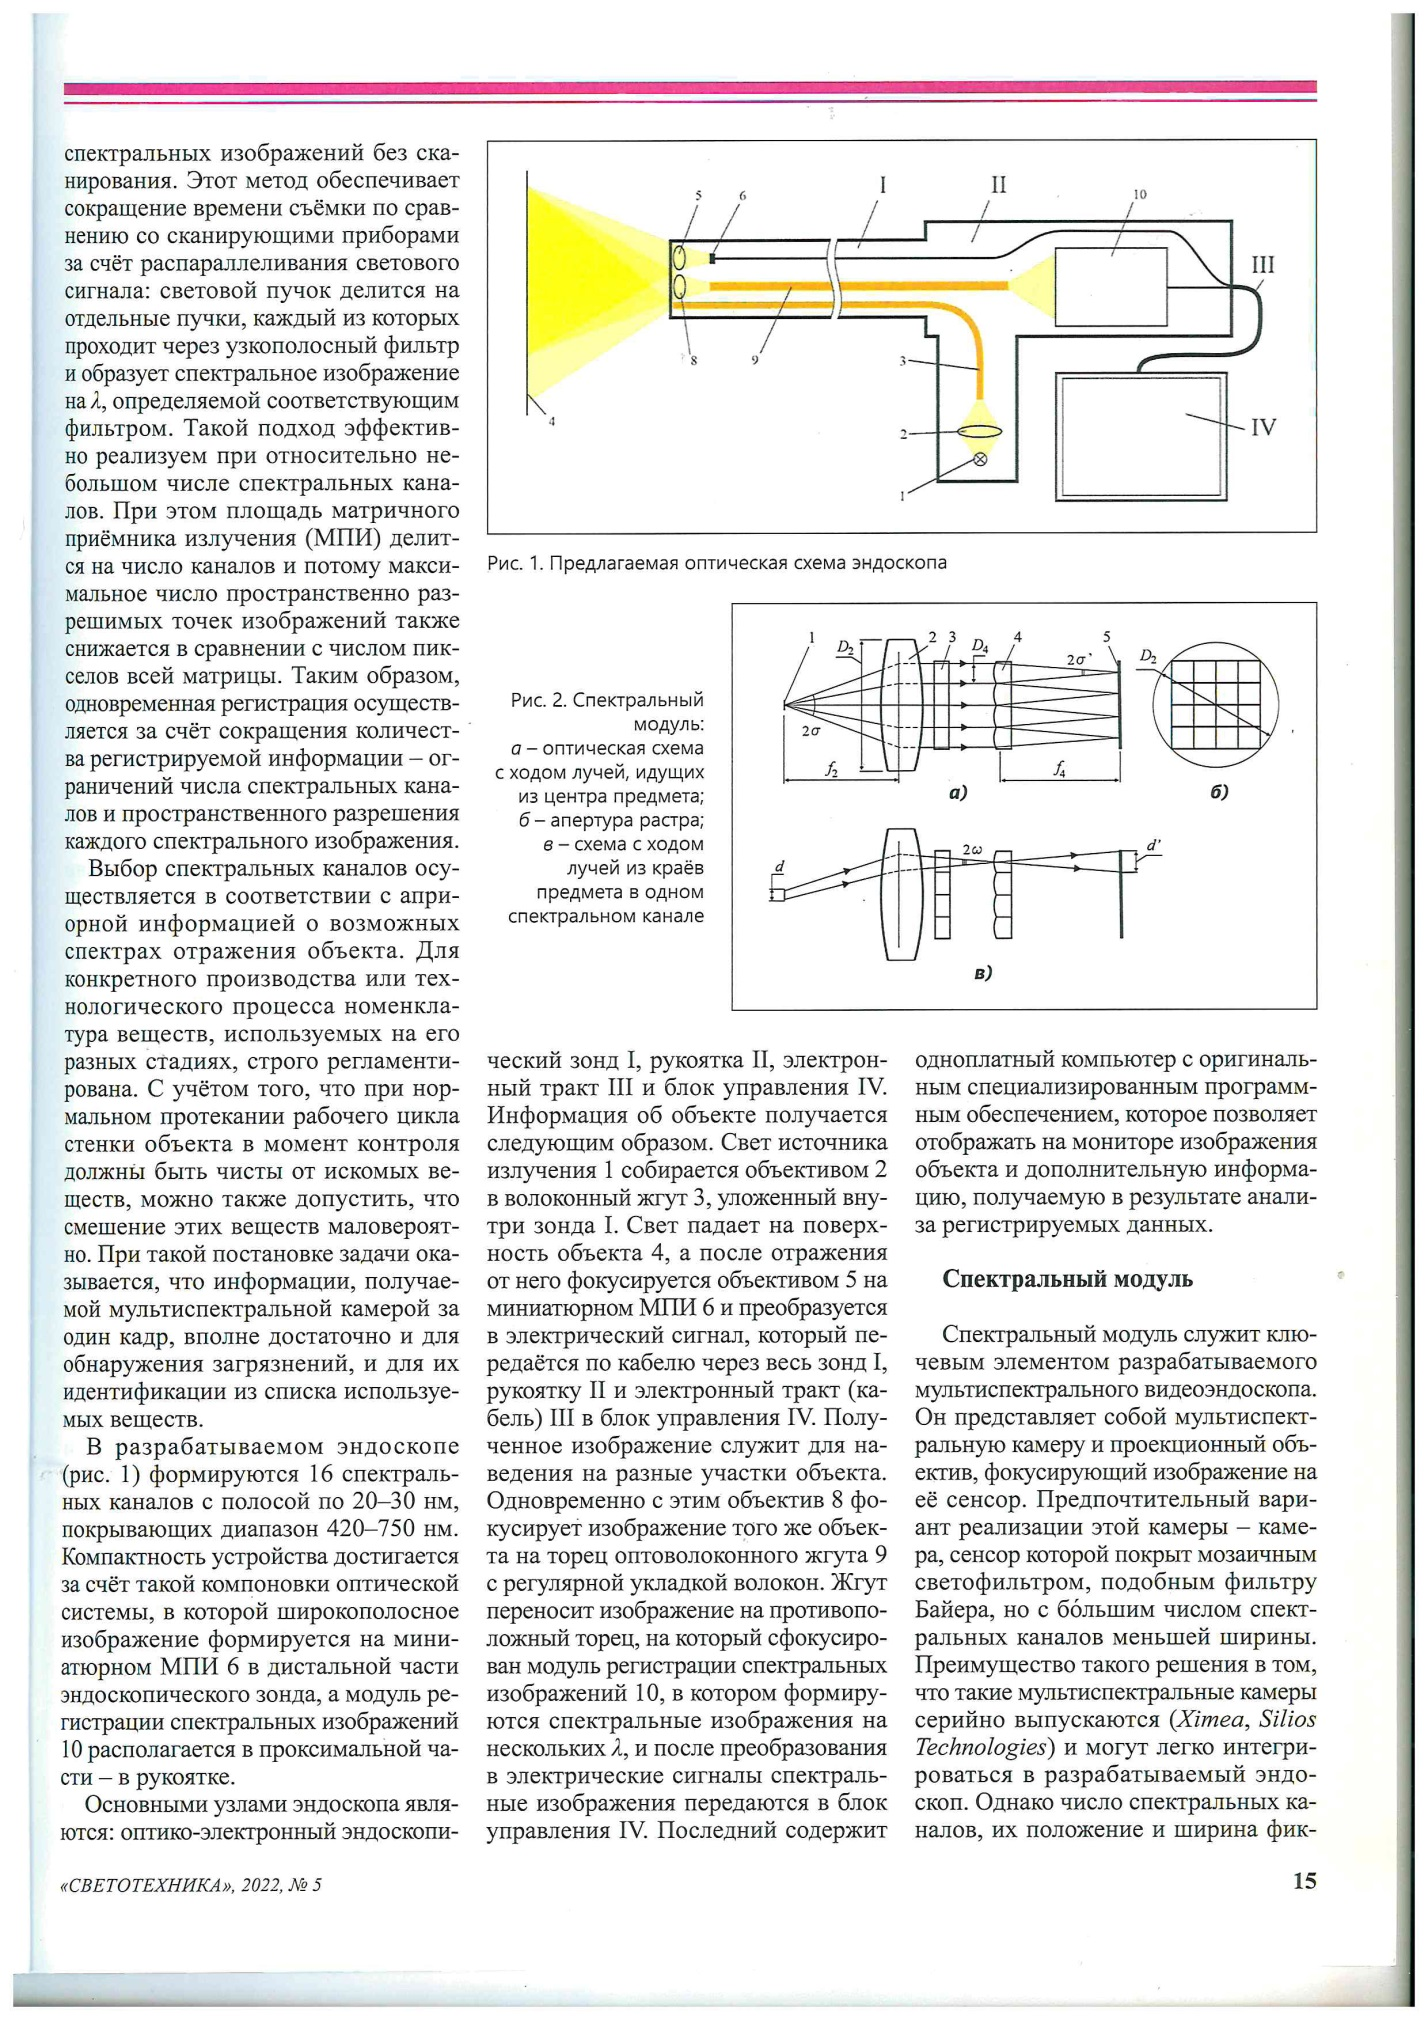 спектральных изображений без ска-
нирования. Этот метод обеспечивает
сокращение времени съёмки по срав-
нению со сканирующими приборами
за счёт распараллеливания светового
сигнала: световой пучок делится на
отдельные пучки, каждый из которых
проходит через узкополосный фильтр
и образует спектральное изображение
на λ, определяемой соответствующим
фильтром. Такой подход эффектив-
но реализуем при относительно не-
большом числе спектральных кана-
лов. При этом площадь матричного
приёмника излучения (МПИ) делит-
ся на число каналов и потому макси-
мальное число пространственно раз-
решимых точек изображений также
снижается в сравнении с числом пик-
селов всей матрицы. Таким образом,
одновременная регистрация осуществ-
ляется за счёт сокращения количест-
ва регистрируемой информации – ог-
раничений числа спектральных кана-
лов и пространственного разрешения
каждого спектрального изображения.
Выбор спектральных каналов осу-
ществляется в соответствии с апри-
орной информацией о возможных
спектрах отражения объекта. Для
конкретного производства или тех-
нологического процесса номенкла-
тура веществ, используемых на его
разных стадиях, строго регламенти-
рована. С учётом того, что при нор-
мальном протекании рабочего цикла
стенки объекта в момент контроля
должны быть чисты от искомых ве-
ществ, можно также допустить, что
смешение этих веществ маловероят-
но. При такой постановке задачи ока-
зывается, что информации, получае-
мой мультиспектральной камерой за
один кадр, вполне достаточно и для
обнаружения загрязнений, и для их
идентификации из списка используе-
мых веществ.
В разрабатываемом эндоскопе
(рис. 1) формируются 16 спектраль-
ных каналов с полосой по 20–30 нм,
покрывающих диапазон 420–750 нм.
Компактность устройства достигается
за счёт такой компоновки оптической
системы, в которой широкополосное
изображение формируется на мини-
атюрном МПИ 6 в дистальной части
эндоскопического зонда, а модуль ре-
гистрации спектральных изображений
10 располагается в проксимальной ча-
сти – в рукоятке.
Основными узлами эндоскопа явля-
ются: оптико-электронный эндоскопи-
5
6
I
II
10
III
8
9
3
4
2
IV
1
Рис. 1. Предлагаемая оптическая схема эндоскопа
Рис. 2. Спектральный
модуль:
а – оптическая схема
с ходом лучей, идущих
из центра предмета;
б – апертура растра;
в – схема с ходом
лучей из краёв
предмета в одном
спектральном канале
1
D₂
2
3
D₄
4
2σ'
5
D₂
2σ
f₂
f₄
а)
б)
d
2ω
d'
в)
ческий зонд I, рукоятка II, электрон-
ный тракт III и блок управления IV.
Информация об объекте получается
следующим образом. Свет источника
излучения 1 собирается объективом 2
в волоконный жгут 3, уложенный вну-
три зонда I. Свет падает на поверх-
ность объекта 4, а после отражения
от него фокусируется объективом 5 на
миниатюрном МПИ 6 и преобразуется
в электрический сигнал, который пе-
редаётся по кабелю через весь зонд I,
рукоятку II и электронный тракт (ка-
бель) III в блок управления IV. Полу-
ченное изображение служит для на-
ведения на разные участки объекта.
Одновременно с этим объектив 8 фо-
кусирует изображение того же объек-
та на торец оптоволоконного жгута 9
с регулярной укладкой волокон. Жгут
переносит изображение на противопо-
ложный торец, на который сфокусиро-
ван модуль регистрации спектральных
изображений 10, в котором формиру-
ются спектральные изображения на
нескольких λ, и после преобразования
в электрические сигналы спектраль-
ные изображения передаются в блок
управления IV. Последний содержит
одноплатный компьютер с оригиналь-
ным специализированным программ-
ным обеспечением, которое позволяет
отображать на мониторе изображения
объекта и дополнительную информа-
цию, получаемую в результате анали-
за регистрируемых данных.
Спектральный модуль
Спектральный модуль служит клю-
чевым элементом разрабатываемого
мультиспектрального видеоэндоскопа.
Он представляет собой мультиспект-
ральную камеру и проекционный объ-
ектив, фокусирующий изображение на
её сенсор. Предпочтительный вари-
ант реализации этой камеры – каме-
ра, сенсор которой покрыт мозаичным
светофильтром, подобным фильтру
Байера, но с бо́льшим числом спект-
ральных каналов меньшей ширины.
Преимущество такого решения в том,
что такие мультиспектральные камеры
серийно выпускаются (Ximea, Silios
Technologies) и могут легко интегри-
роваться в разрабатываемый эндо-
скоп. Однако число спектральных ка-
налов, их положение и ширина фик-
«СВЕТОТЕХНИКА», 2022, № 5
15